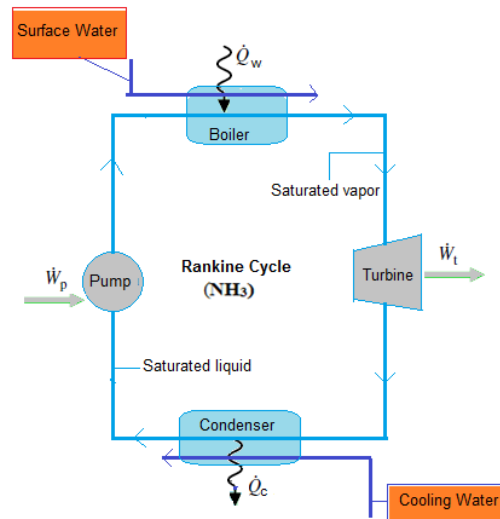 Surface Water
Q̇w
Boiler
Saturated vapor
Ẇp
Pump
Rankine Cycle
(NH₃)
Turbine
Ẇt
Saturated liquid
Condenser
Q̇c
Cooling Water